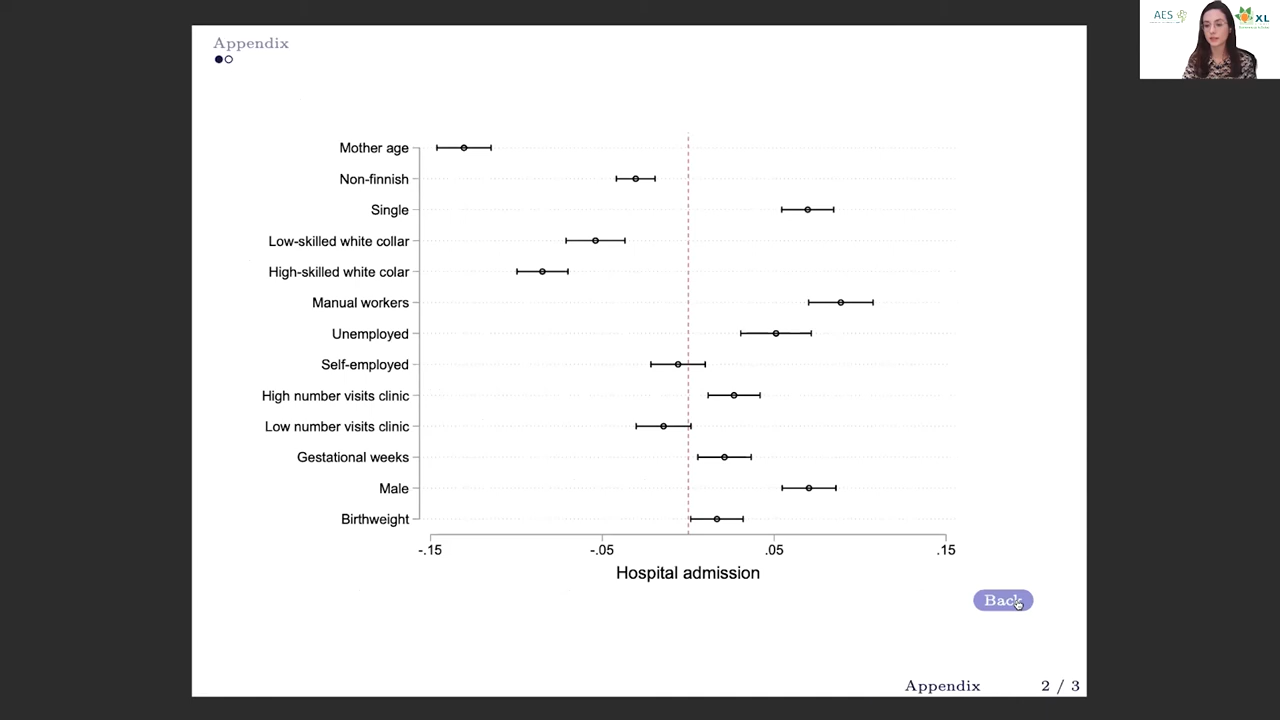 Appendix
AES
XL
Mother age
Non-finnish
Single
Low-skilled white collar
High-skilled white colar
Manual workers
Unemployed
Self-employed
High number visits clinic
Low number visits clinic
Gestational weeks
Male
Birthweight
-.15 -.05 .05 .15
Hospital admission
Back
Appendix 2 / 3